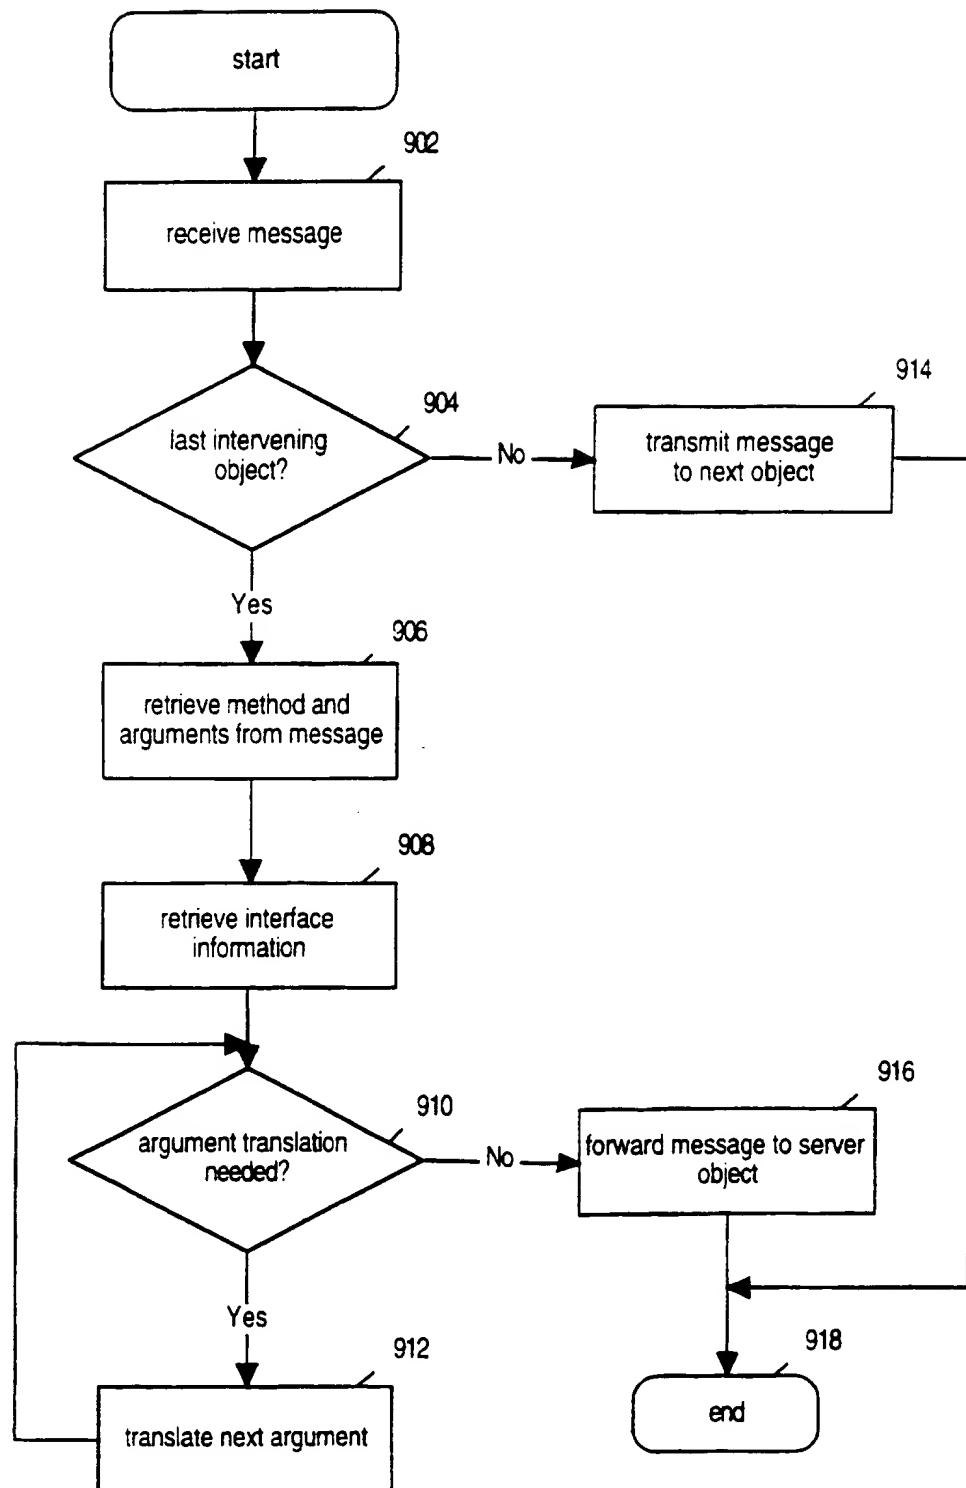 start
902
receive message
904
last intervening
object?
No
914
transmit message
to next object
Yes
906
retrieve method and
arguments from message
908
retrieve interface
information
910
argument translation
needed?
No
916
forward message to server
object
Yes
912
translate next argument
918
end